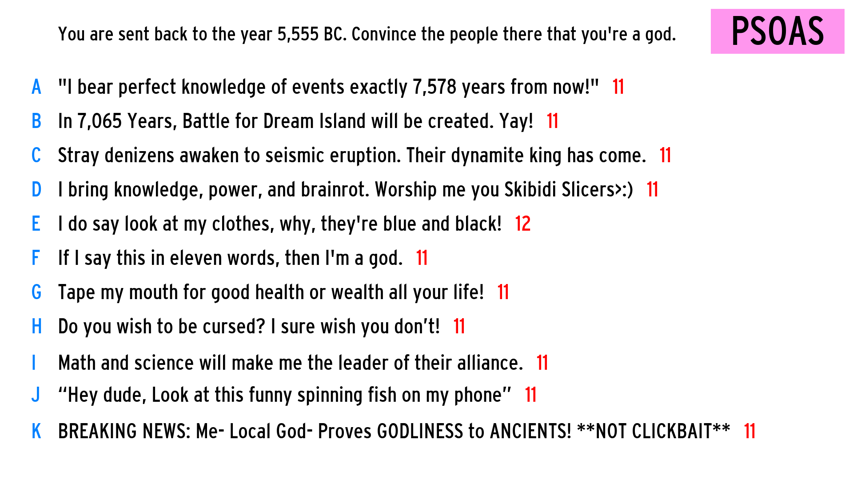 You are sent back to the year 5,555 BC. Convince the people there that you're a god.
PSOAS
A "I bear perfect knowledge of events exactly 7,578 years from now!" 11
B In 7,065 Years, Battle for Dream Island will be created. Yay! 11
C Stray denizens awaken to seismic eruption. Their dynamite king has come. 11
D I bring knowledge, power, and brainrot. Worship me you Skibidi Slicers>:) 11
E I do say look at my clothes, why, they're blue and black! 12
F If I say this in eleven words, then I'm a god. 11
G Tape my mouth for good health or wealth all your life! 11
H Do you wish to be cursed? I sure wish you don’t! 11
I Math and science will make me the leader of their alliance. 11
J “Hey dude, Look at this funny spinning fish on my phone” 11
K BREAKING NEWS: Me- Local God- Proves GODLINESS to ANCIENTS! **NOT CLICKBAIT** 11